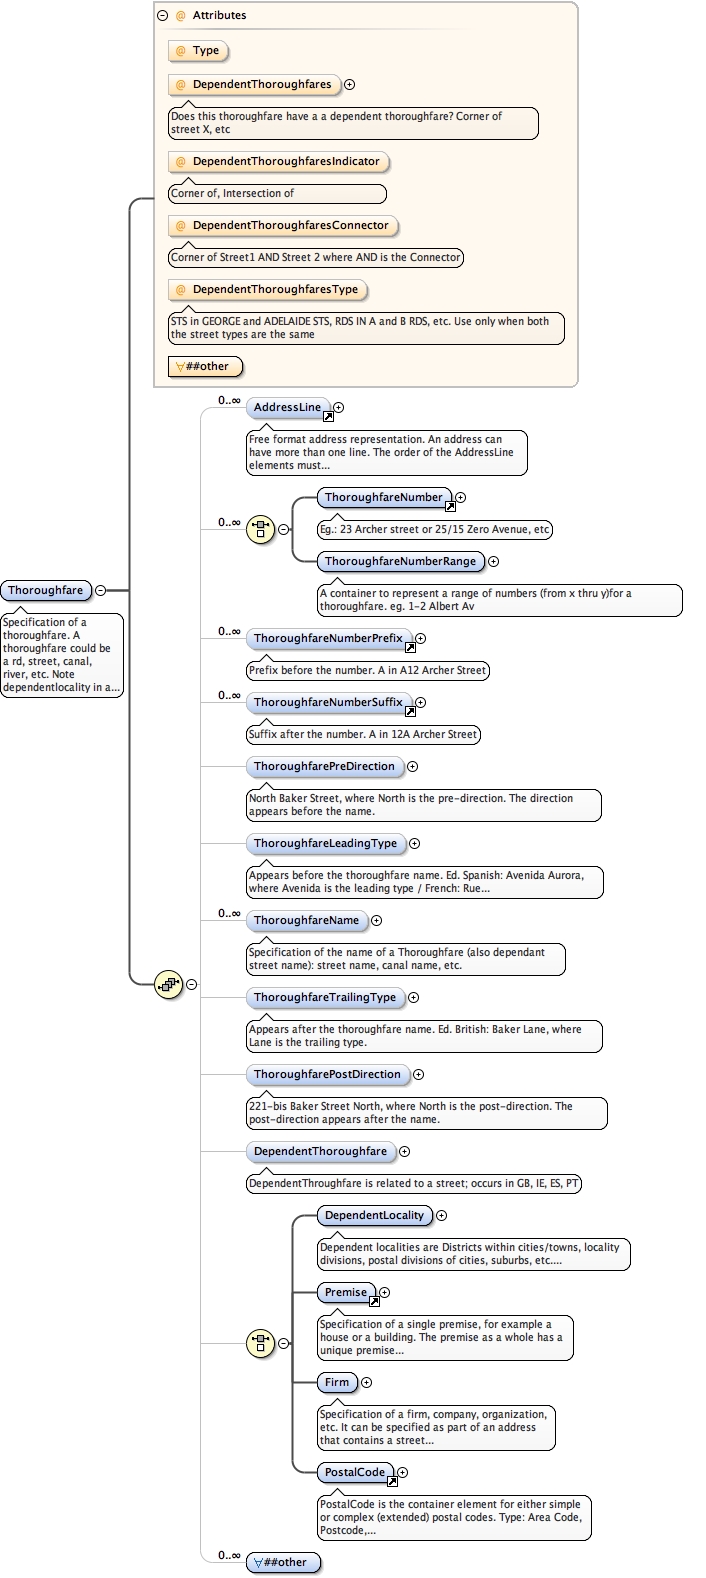 @ Attributes
@ Type
@ DependentThoroughfares
Does this thoroughfare have a a dependent thoroughfare? Corner of
street X, etc
@ DependentThoroughfaresIndicator
Corner of, Intersection of
@ DependentThoroughfaresConnector
Corner of Street1 AND Street 2 where AND is the Connector
@ DependentThoroughfaresType
STS in GEORGE and ADELAIDE STS, RDS IN A and B RDS, etc. Use only when both
the street types are the same
∀##other
0..∞ AddressLine
Free format address representation. An address can
have more than one line. The order of the AddressLine
elements must...
0..∞
ThoroughfareNumber
Eg.: 23 Archer street or 25/15 Zero Avenue, etc
ThoroughfareNumberRange
A container to represent a range of numbers (from x thru y)for a
thoroughfare. eg. 1-2 Albert Av
Thoroughfare
Specification of a
thoroughfare. A
thoroughfare could be
a rd, street, canal,
river, etc. Note
dependentlocality in a...
0..∞ ThoroughfareNumberPrefix
Prefix before the number. A in A12 Archer Street
0..∞ ThoroughfareNumberSuffix
Suffix after the number. A in 12A Archer Street
ThoroughfarePreDirection
North Baker Street, where North is the pre-direction. The direction
appears before the name.
ThoroughfareLeadingType
Appears before the thoroughfare name. Ed. Spanish: Avenida Aurora,
where Avenida is the leading type / French: Rue...
0..∞ ThoroughfareName
Specification of the name of a Thoroughfare (also dependant
street name): street name, canal name, etc.
ThoroughfareTrailingType
Appears after the thoroughfare name. Ed. British: Baker Lane, where
Lane is the trailing type.
ThoroughfarePostDirection
221-bis Baker Street North, where North is the post-direction. The
post-direction appears after the name.
DependentThoroughfare
DependentThroughfare is related to a street; occurs in GB, IE, ES, PT
DependentLocality
Dependent localities are Districts within cities/towns, locality
divisions, postal divisions of cities, suburbs, etc....
Premise
Specification of a single premise, for example a
house or a building. The premise as a whole has a
unique premise...
Firm
Specification of a firm, company, organization,
etc. It can be specified as part of an address
that contains a street...
PostalCode
PostalCode is the container element for either simple
or complex (extended) postal codes. Type: Area Code,
Postcode,...
0..∞ ∀##other